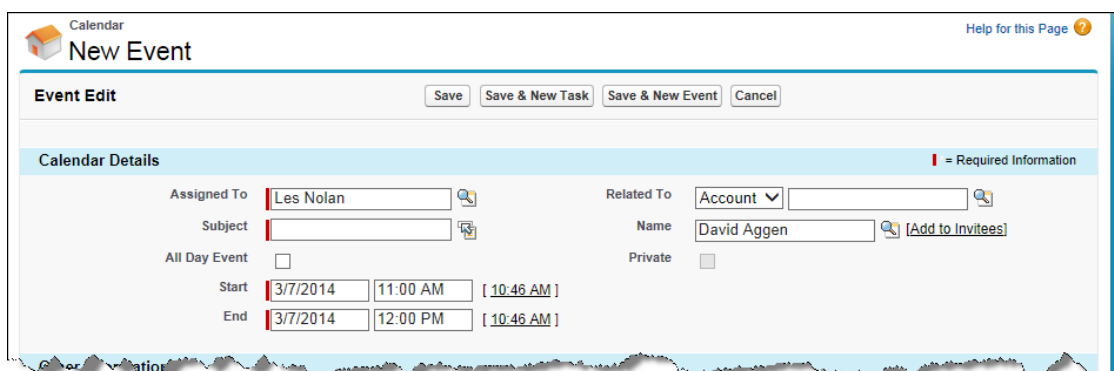 Calendar
New Event
Help for this Page
Event Edit
Save
Save & New Task
Save & New Event
Cancel
Calendar Details
= Required Information
Assigned To
Les Nolan
Related To
Account
Subject
Name
David Aggen
[Add to Invitees]
All Day Event
Private
Start
3/7/2014
11:00 AM
[ 10:46 AM ]
End
3/7/2014
12:00 PM
[ 10:46 AM ]